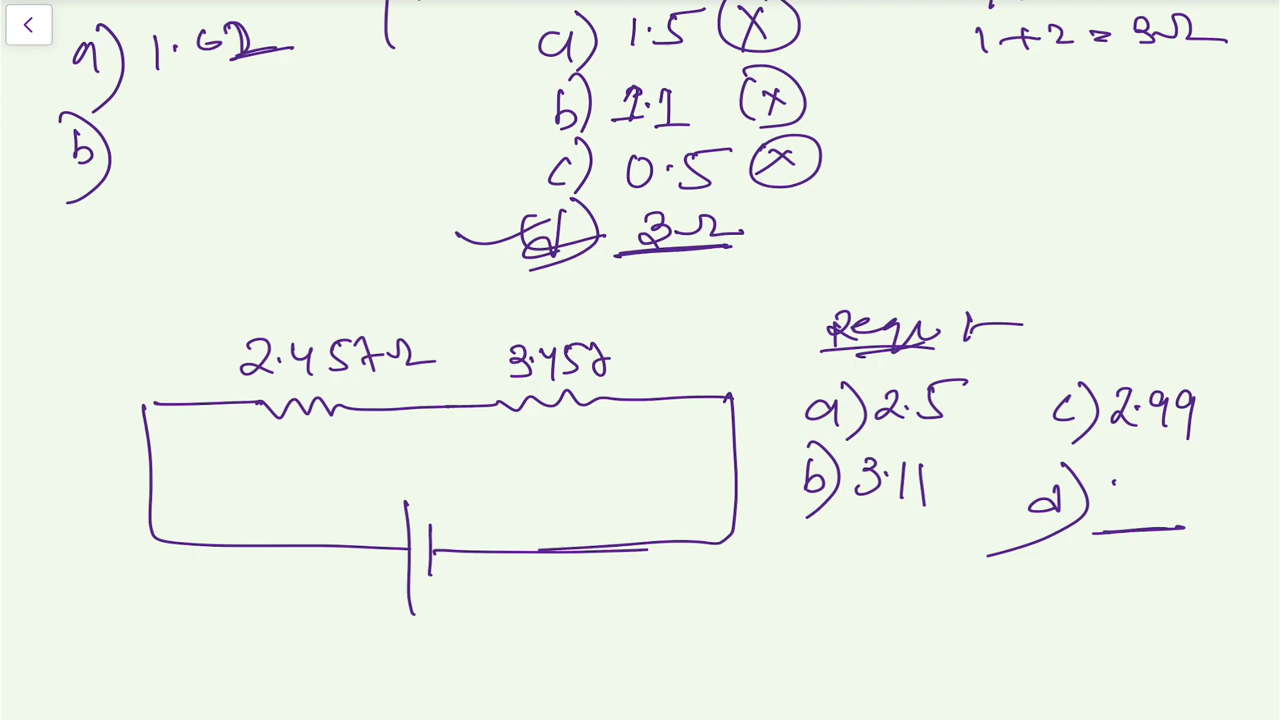 a) 1.6Ω
b)
a) 1.5 (x)
b) 1.1 (x)
c) 0.5 (x)
d) 3Ω
1 + 2 = 3Ω
2.457Ω
3.457
Requ
a) 2.5
b) 3.11
c) 2.99
d)